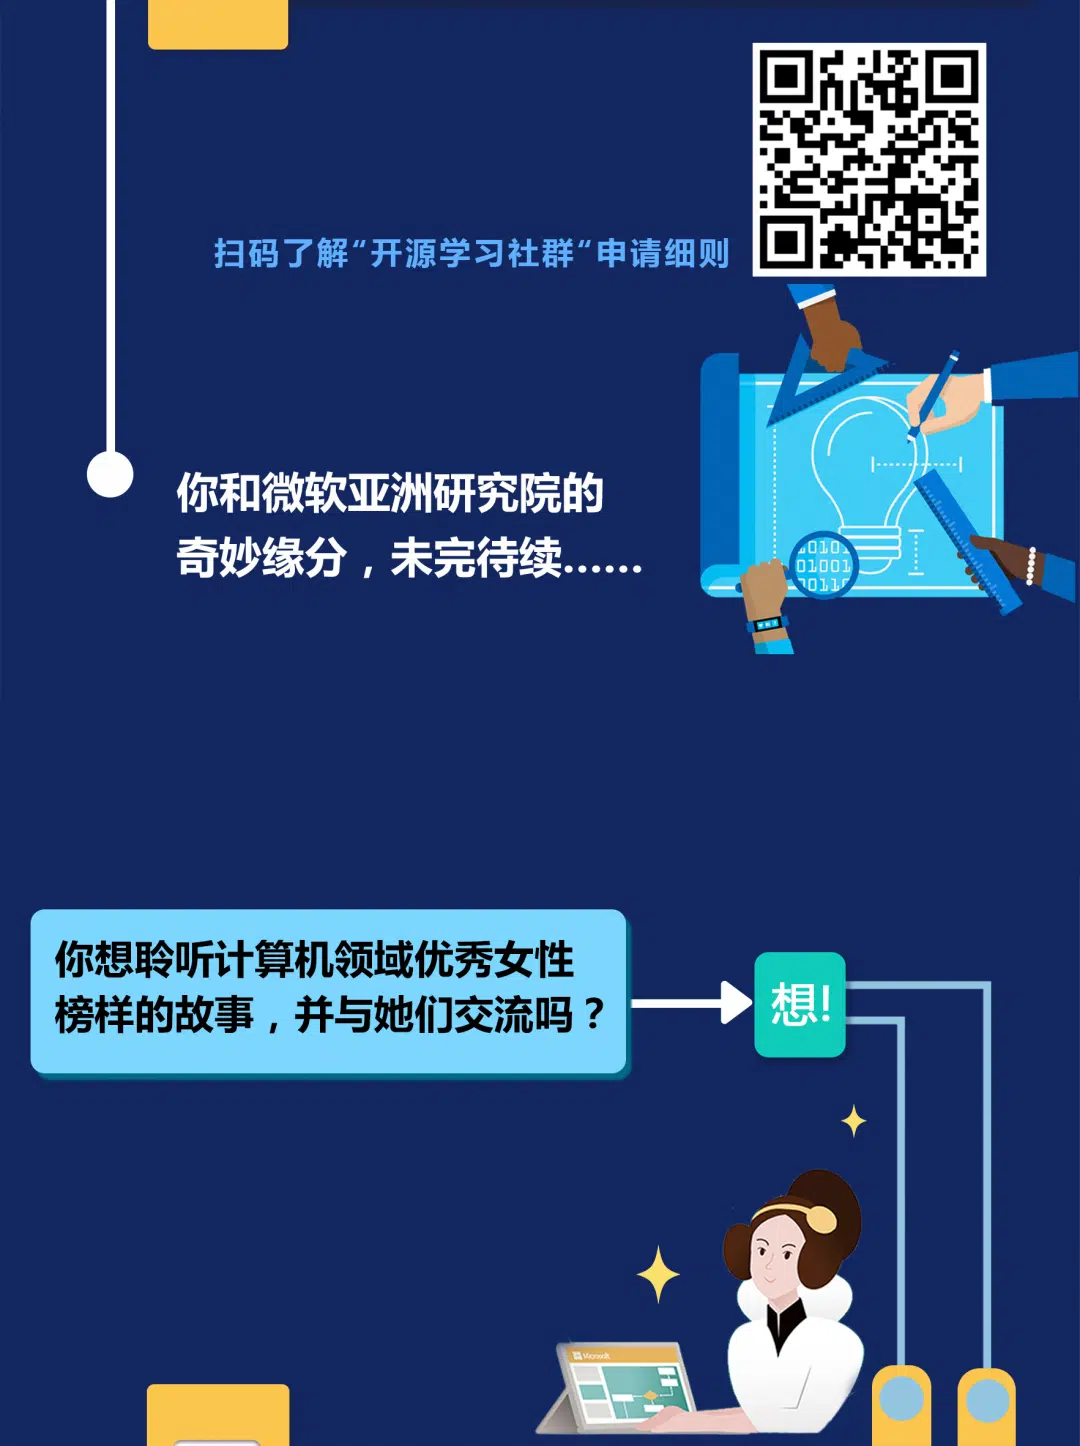 扫码了解“开源学习社群“申请细则
你和微软亚洲研究院的
奇妙缘分，未完待续……
0101
01001
00110
你想聆听计算机领域优秀女性
榜样的故事，并与她们交流吗？
想!
Microsoft